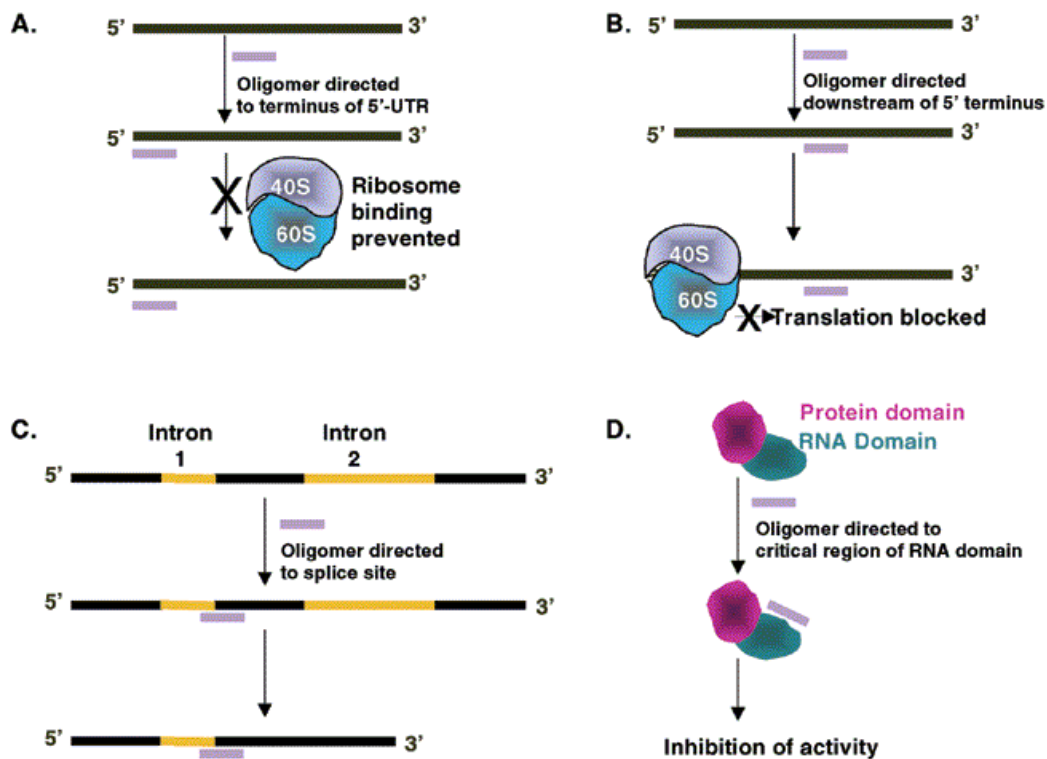 A.
5’ 3’
Oligomer directed
to terminus of 5’-UTR
5’ 3’
40S
60S
Ribosome
binding
prevented
5’ 3’
B.
5’ 3’
Oligomer directed
downstream of 5’ terminus
5’ 3’
40S
60S
3’
X Translation blocked
C.
Intron
1
Intron
2
5’ 3’
Oligomer directed
to splice site
5’ 3’
5’ 3’
D.
Protein domain
RNA Domain
Oligomer directed to
critical region of RNA domain
Inhibition of activity